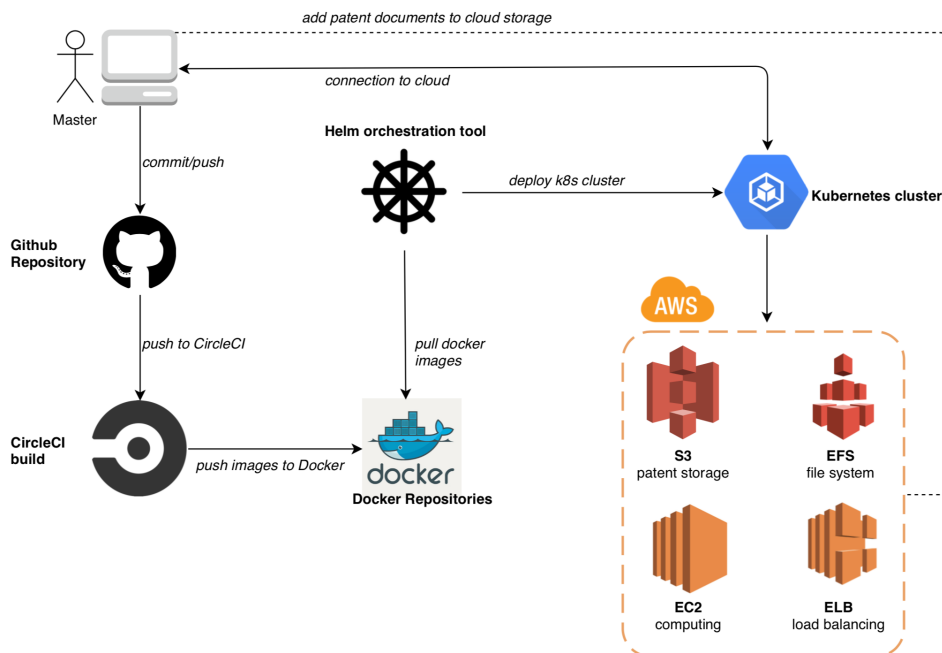 add patent documents to cloud storage
connection to cloud
Master
Helm orchestration tool
commit/push
deploy k8s cluster
Kubernetes cluster
Github
Repository
AWS
push to CircleCI
pull docker
images
CircleCI
build
push images to Docker
docker
Docker Repositories
S3
patent storage
EFS
file system
EC2
computing
ELB
load balancing